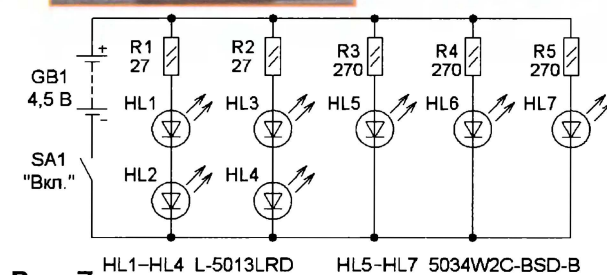 R1
27
R2
27
R3
270
R4
270
R5
270
+
GB1
4,5 В
-
HL1
HL3
HL5
HL6
HL7
SA1
"Вкл."
HL2
HL4
HL1-HL4 L-5013LRD
HL5-HL7 5034W2C-BSD-B